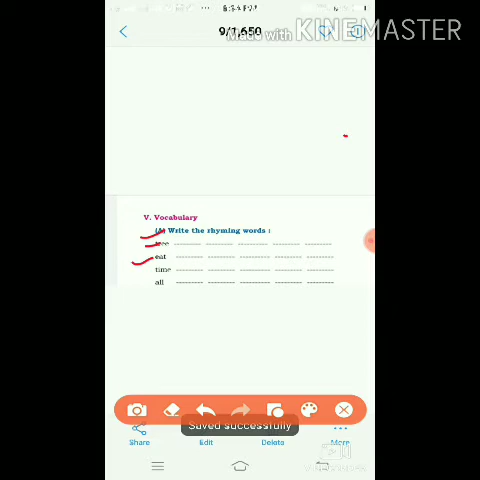 9/1,650
Made with KINEMASTER
V. Vocabulary
(A) Write the rhyming words :
tree ---------- ---------- ---------- ---------- ----------
eat ---------- ---------- ---------- ---------- ----------
time ---------- ---------- ---------- ---------- ----------
all ---------- ---------- ---------- ---------- ----------
Saved successfully
Share Edit Delete More